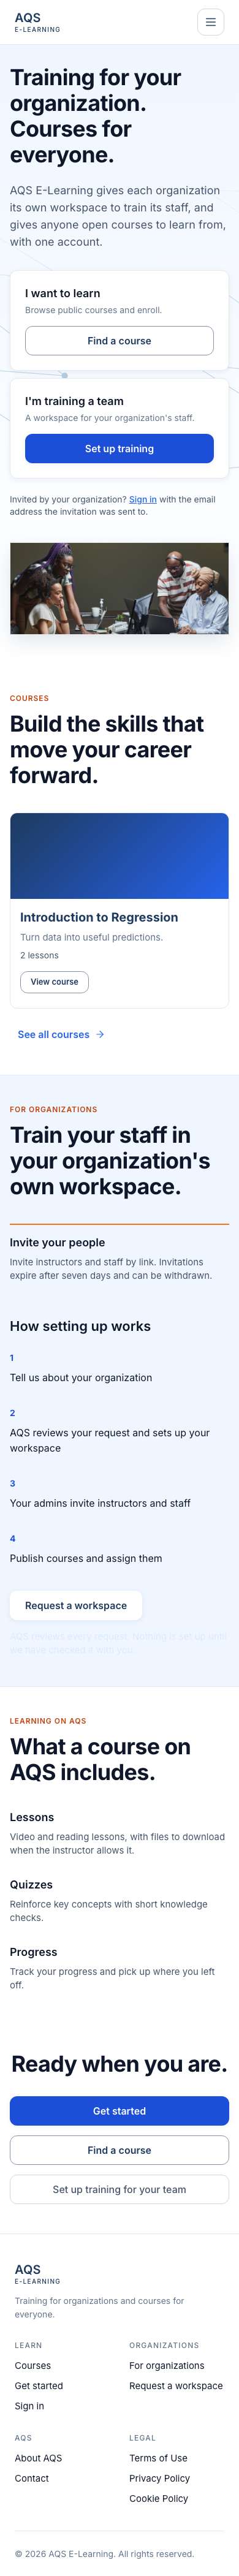 AQS
E-LEARNING
Training for your
organization.
Courses for
everyone.
AQS E-Learning gives each organization
its own workspace to train its staff, and
gives anyone open courses to learn from,
with one account.
I want to learn
Browse public courses and enroll.
Find a course
I'm training a team
A workspace for your organization's staff.
Set up training
Invited by your organization? Sign in with the email
address the invitation was sent to.
COURSES
Build the skills that
move your career
forward.
Introduction to Regression
Turn data into useful predictions.
2 lessons
View course
See all courses →
FOR ORGANIZATIONS
Train your staff in
your organization's
own workspace.
Invite your people
Invite instructors and staff by link. Invitations
expire after seven days and can be withdrawn.
How setting up works
1
Tell us about your organization
2
AQS reviews your request and sets up your
workspace
3
Your admins invite instructors and staff
4
Publish courses and assign them
Request a workspace
AQS reviews every request. Nothing is set up until
we have checked it with you.
LEARNING ON AQS
What a course on
AQS includes.
Lessons
Video and reading lessons, with files to download
when the instructor allows it.
Quizzes
Reinforce key concepts with short knowledge
checks.
Progress
Track your progress and pick up where you left
off.
Ready when you are.
Get started
Find a course
Set up training for your team
AQS
E-LEARNING
Training for organizations and courses for
everyone.
LEARN
Courses
Get started
Sign in
ORGANIZATIONS
For organizations
Request a workspace
AQS
About AQS
Contact
LEGAL
Terms of Use
Privacy Policy
Cookie Policy
© 2026 AQS E-Learning. All rights reserved.